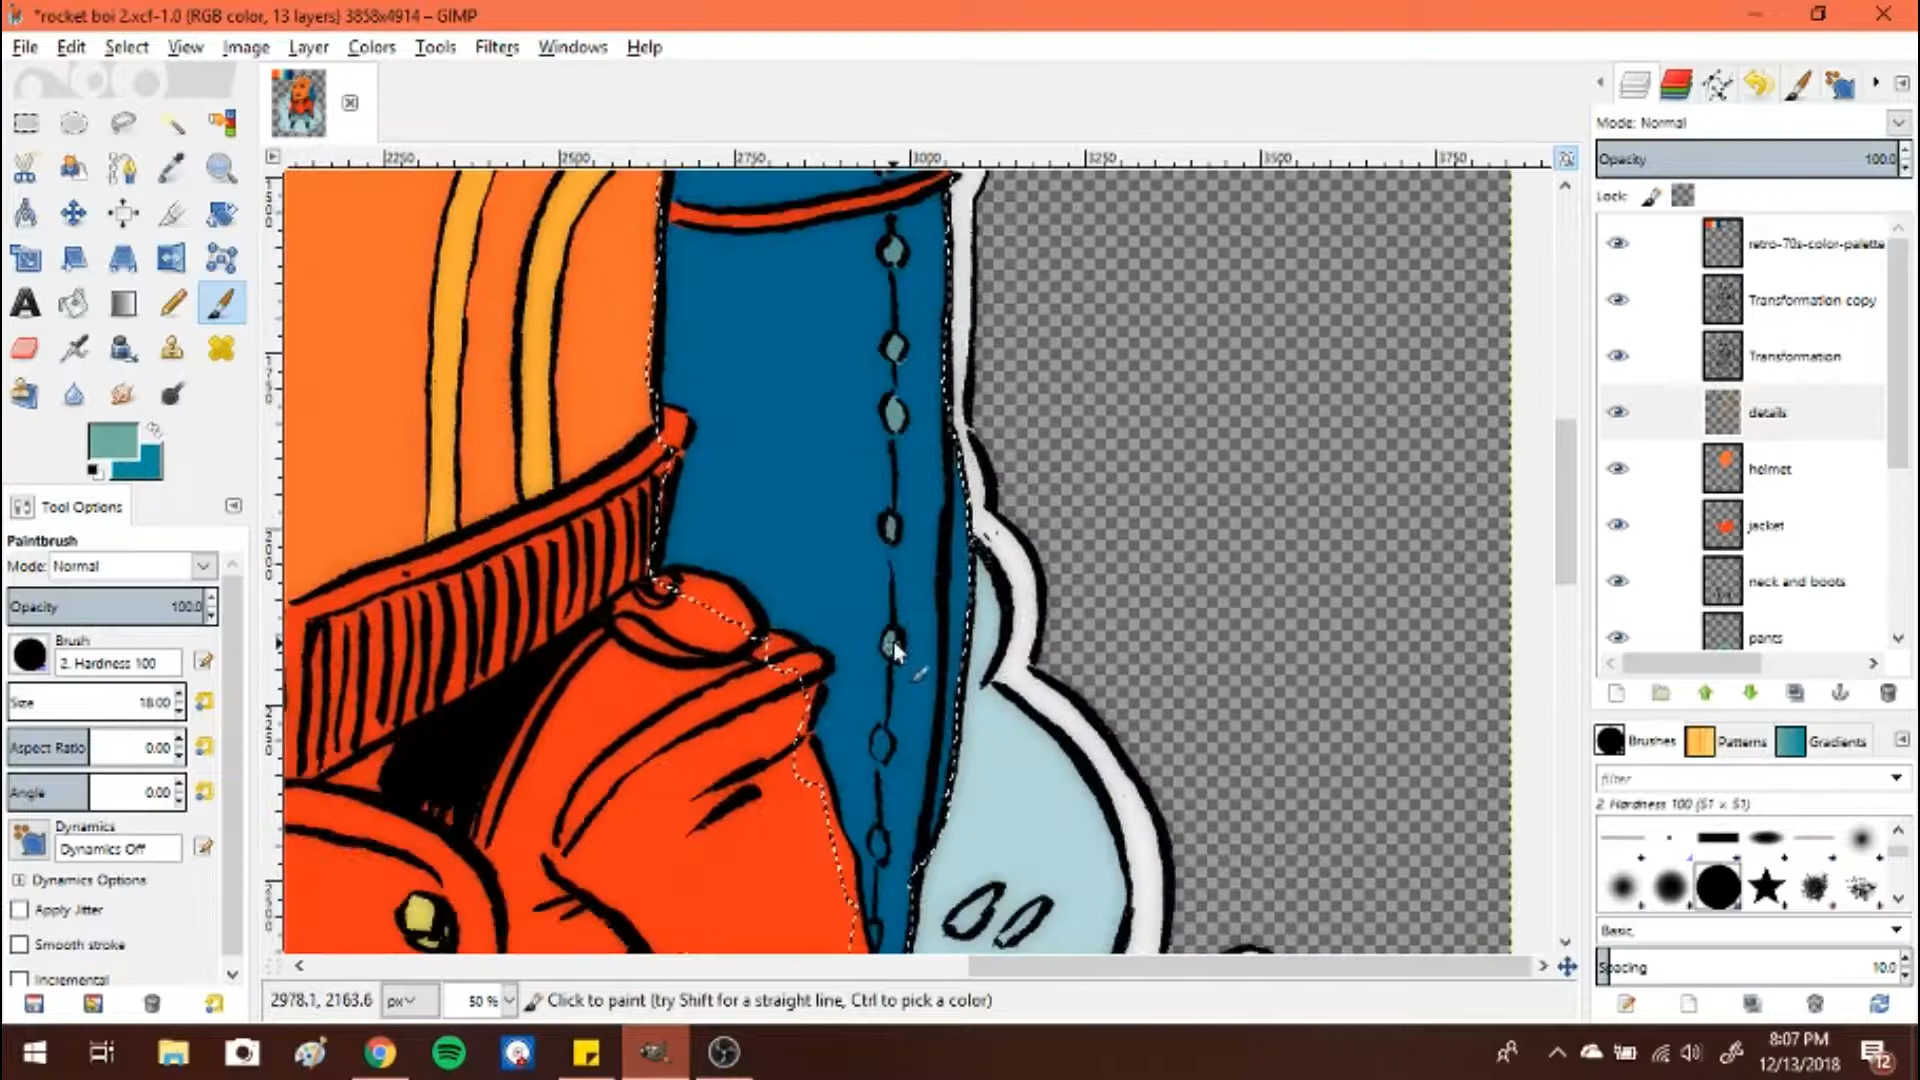 *rocket boi 2.xcf-1.0 (RGB color, 13 layers) 3858x4914 – GIMP
File Edit Select View Image Layer Colors Tools Filters Windows Help
2250 2500 2750 3000 3250 3500 3750
Mode: Normal
Opacity 100.0
Lock:
retro-70s-color-palette
Transformation copy
Transformation
details
helmet
jacket
neck and boots
pants
Tool Options
Paintbrush
Mode: Normal
Opacity 100.0
Brush
2. Hardness 100
Size 18.00
Aspect Ratio 0.00
Angle 0.00
Dynamics
Dynamics Off
Dynamics Options
Apply Jitter
Smooth stroke
Incremental
Brushes Patterns Gradients
filter
2. Hardness 100 (51 × 51)
Basic,
Spacing 10.0
2978.1, 2163.6 px 50 % Click to paint (try Shift for a straight line, Ctrl to pick a color)
8:07 PM
12/13/2018
12